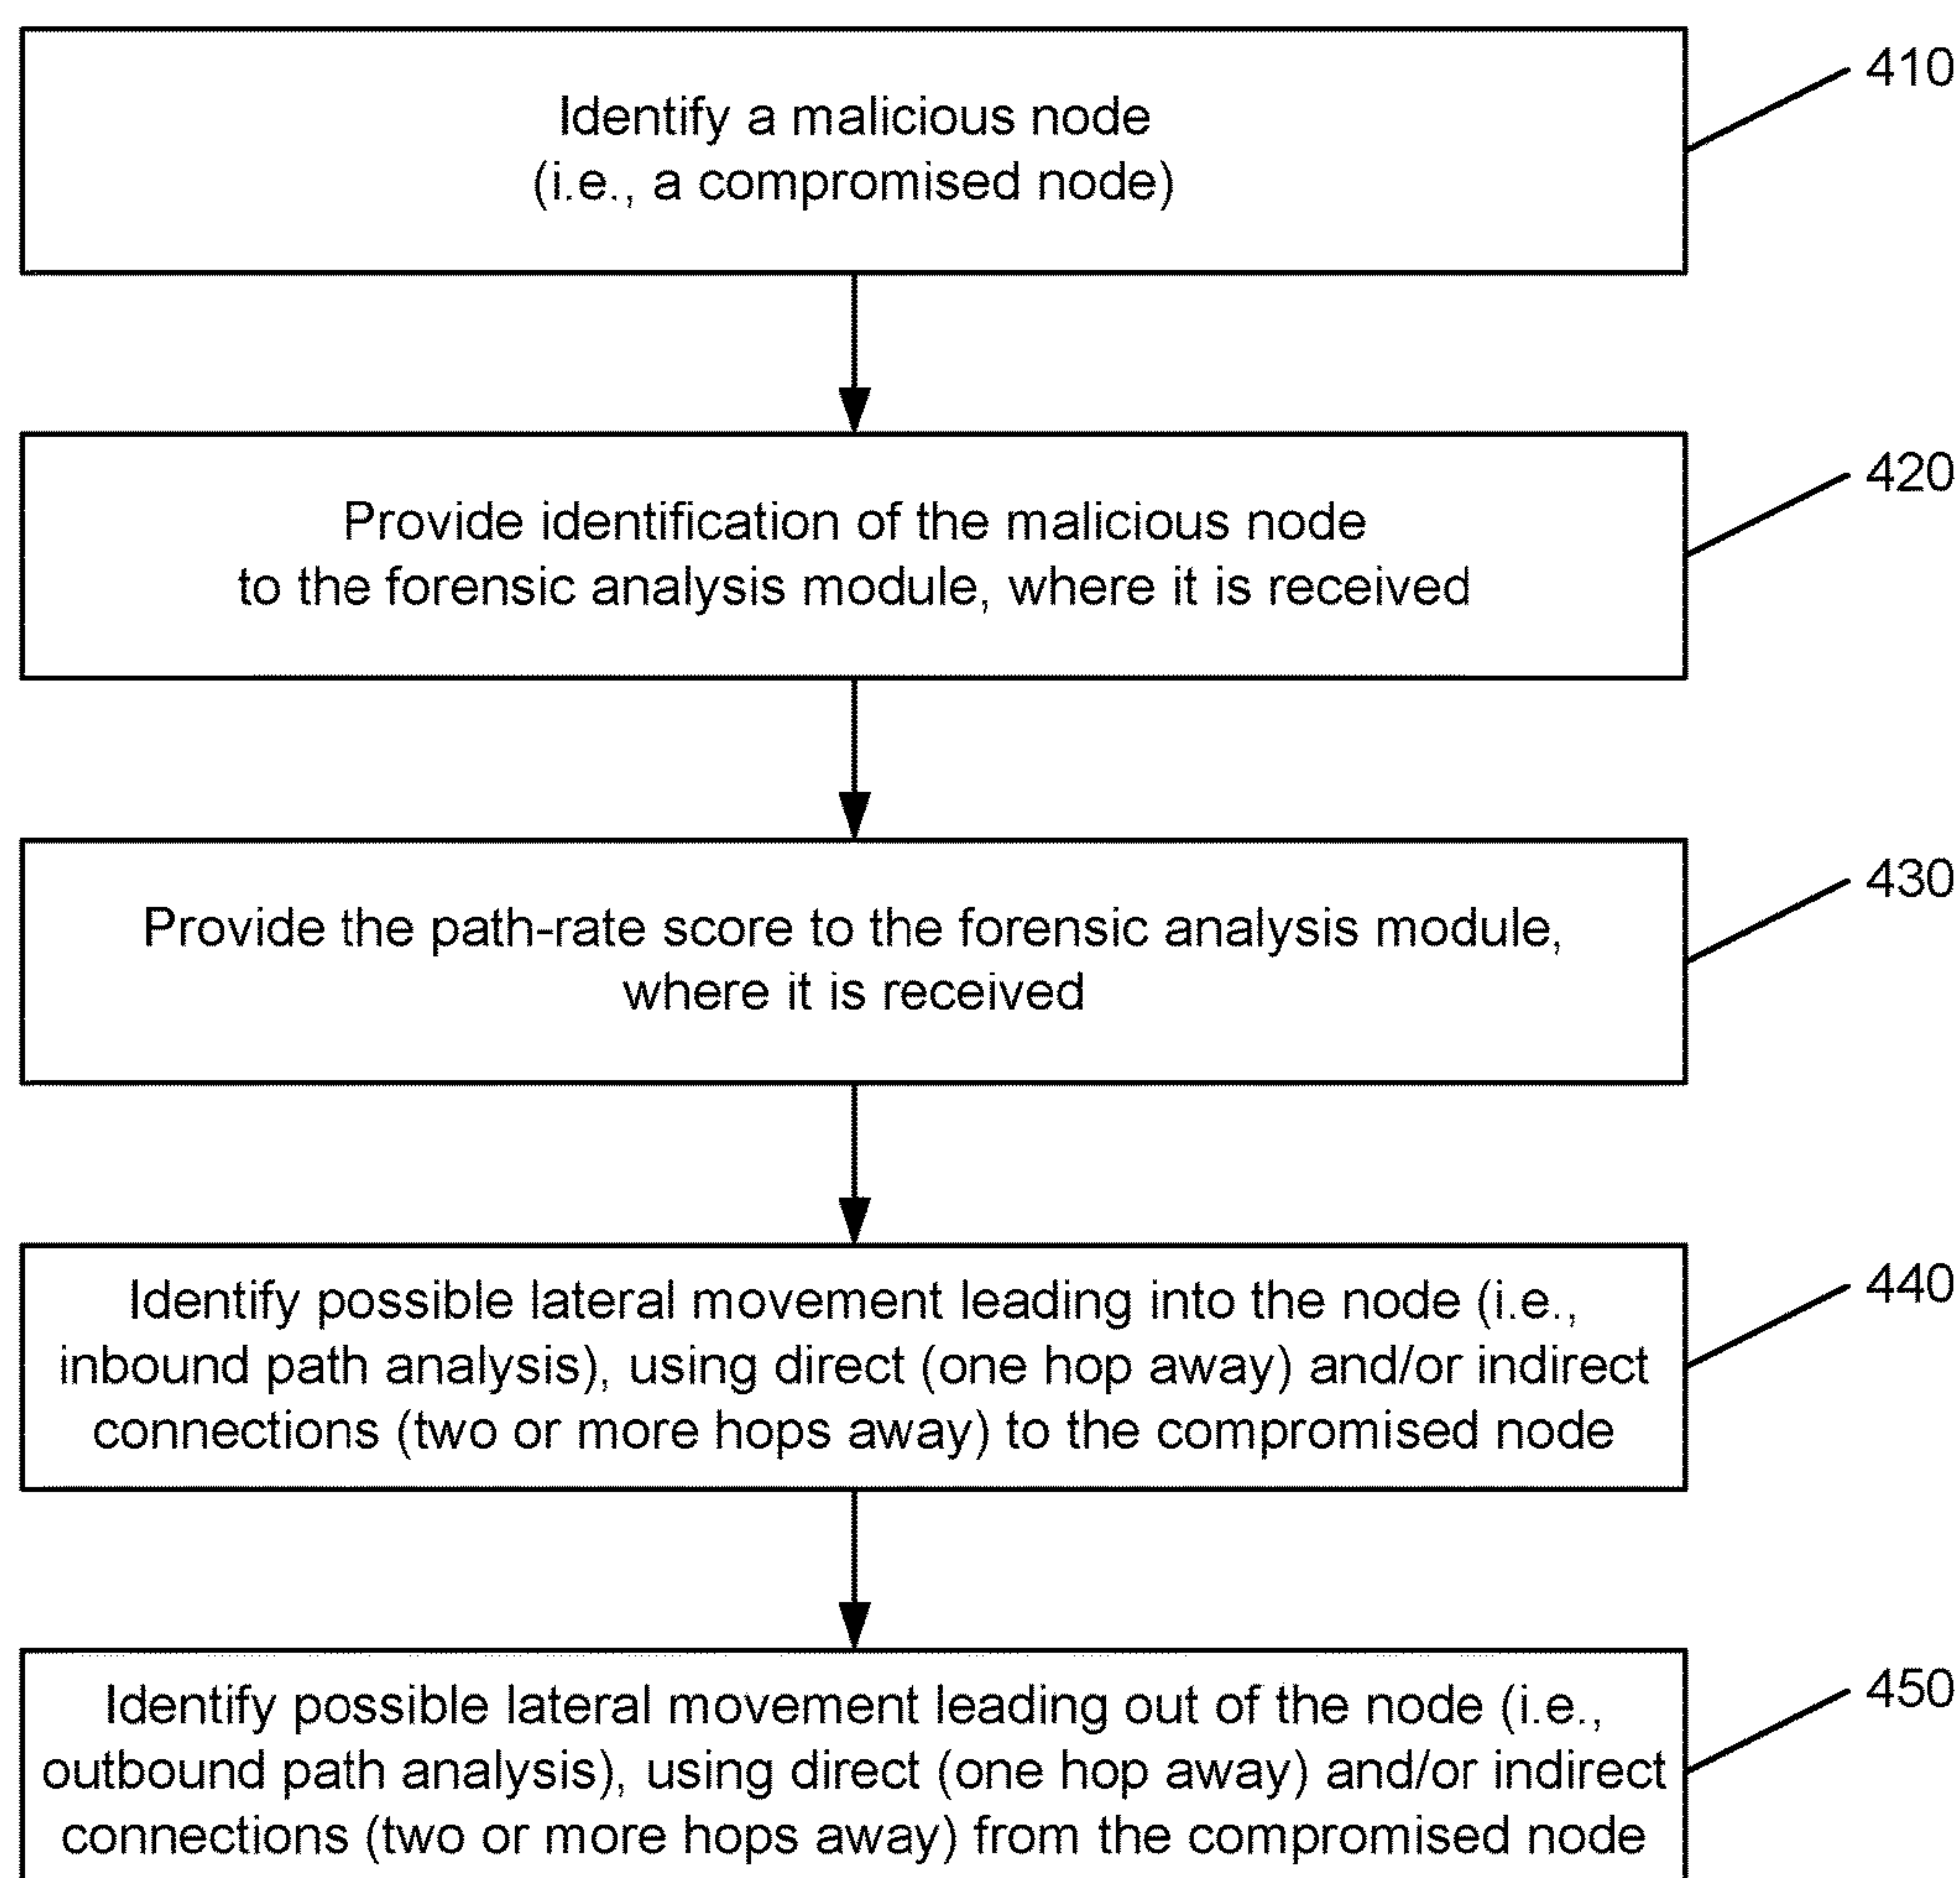 Identify a malicious node
(i.e., a compromised node)
410
Provide identification of the malicious node
to the forensic analysis module, where it is received
420
Provide the path-rate score to the forensic analysis module,
where it is received
430
Identify possible lateral movement leading into the node (i.e.,
inbound path analysis), using direct (one hop away) and/or indirect
connections (two or more hops away) to the compromised node
440
Identify possible lateral movement leading out of the node (i.e.,
outbound path analysis), using direct (one hop away) and/or indirect
connections (two or more hops away) from the compromised node
450